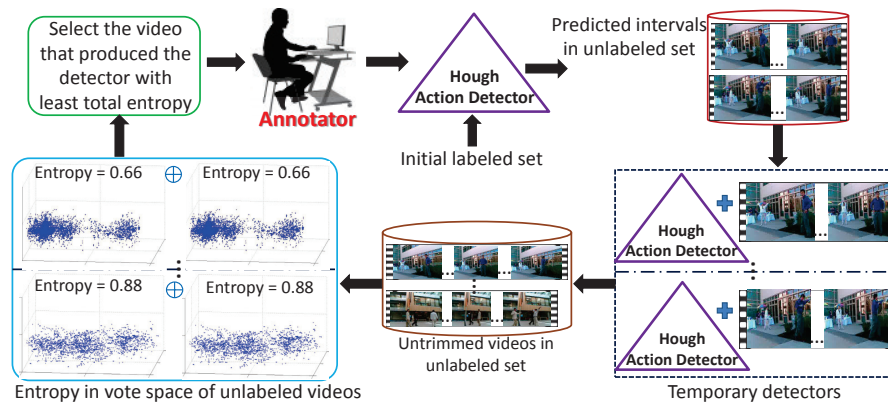 Select the video
that produced the
detector with
least total entropy
Annotator
Hough
Action Detector
Initial labeled set
Predicted intervals
in unlabeled set
Hough
Action Detector
Hough
Action Detector
Temporary detectors
Untrimmed videos in
unlabeled set
Entropy = 0.66
Entropy = 0.66
Entropy = 0.88
Entropy = 0.88
Entropy in vote space of unlabeled videos